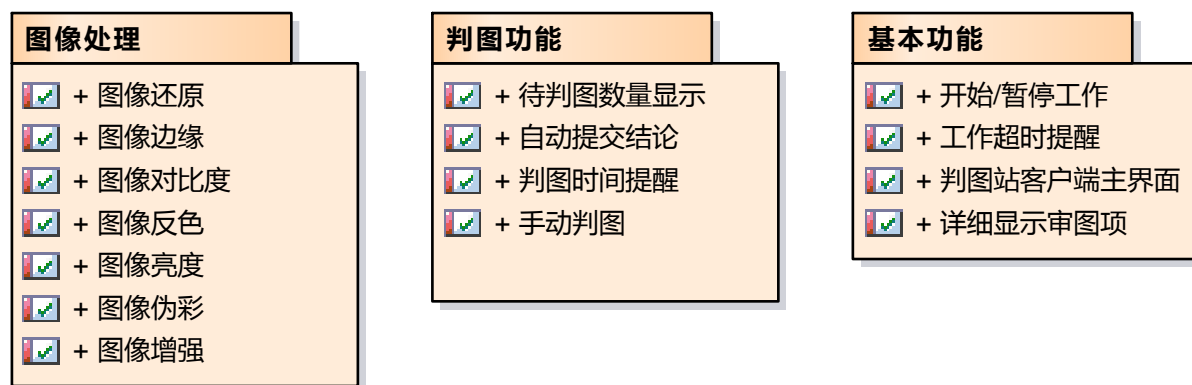 图像处理
+ 图像还原
+ 图像边缘
+ 图像对比度
+ 图像反色
+ 图像亮度
+ 图像伪彩
+ 图像增强
判图功能
+ 待判图数量显示
+ 自动提交结论
+ 判图时间提醒
+ 手动判图
基本功能
+ 开始/暂停工作
+ 工作超时提醒
+ 判图站客户端主界面
+ 详细显示审图项